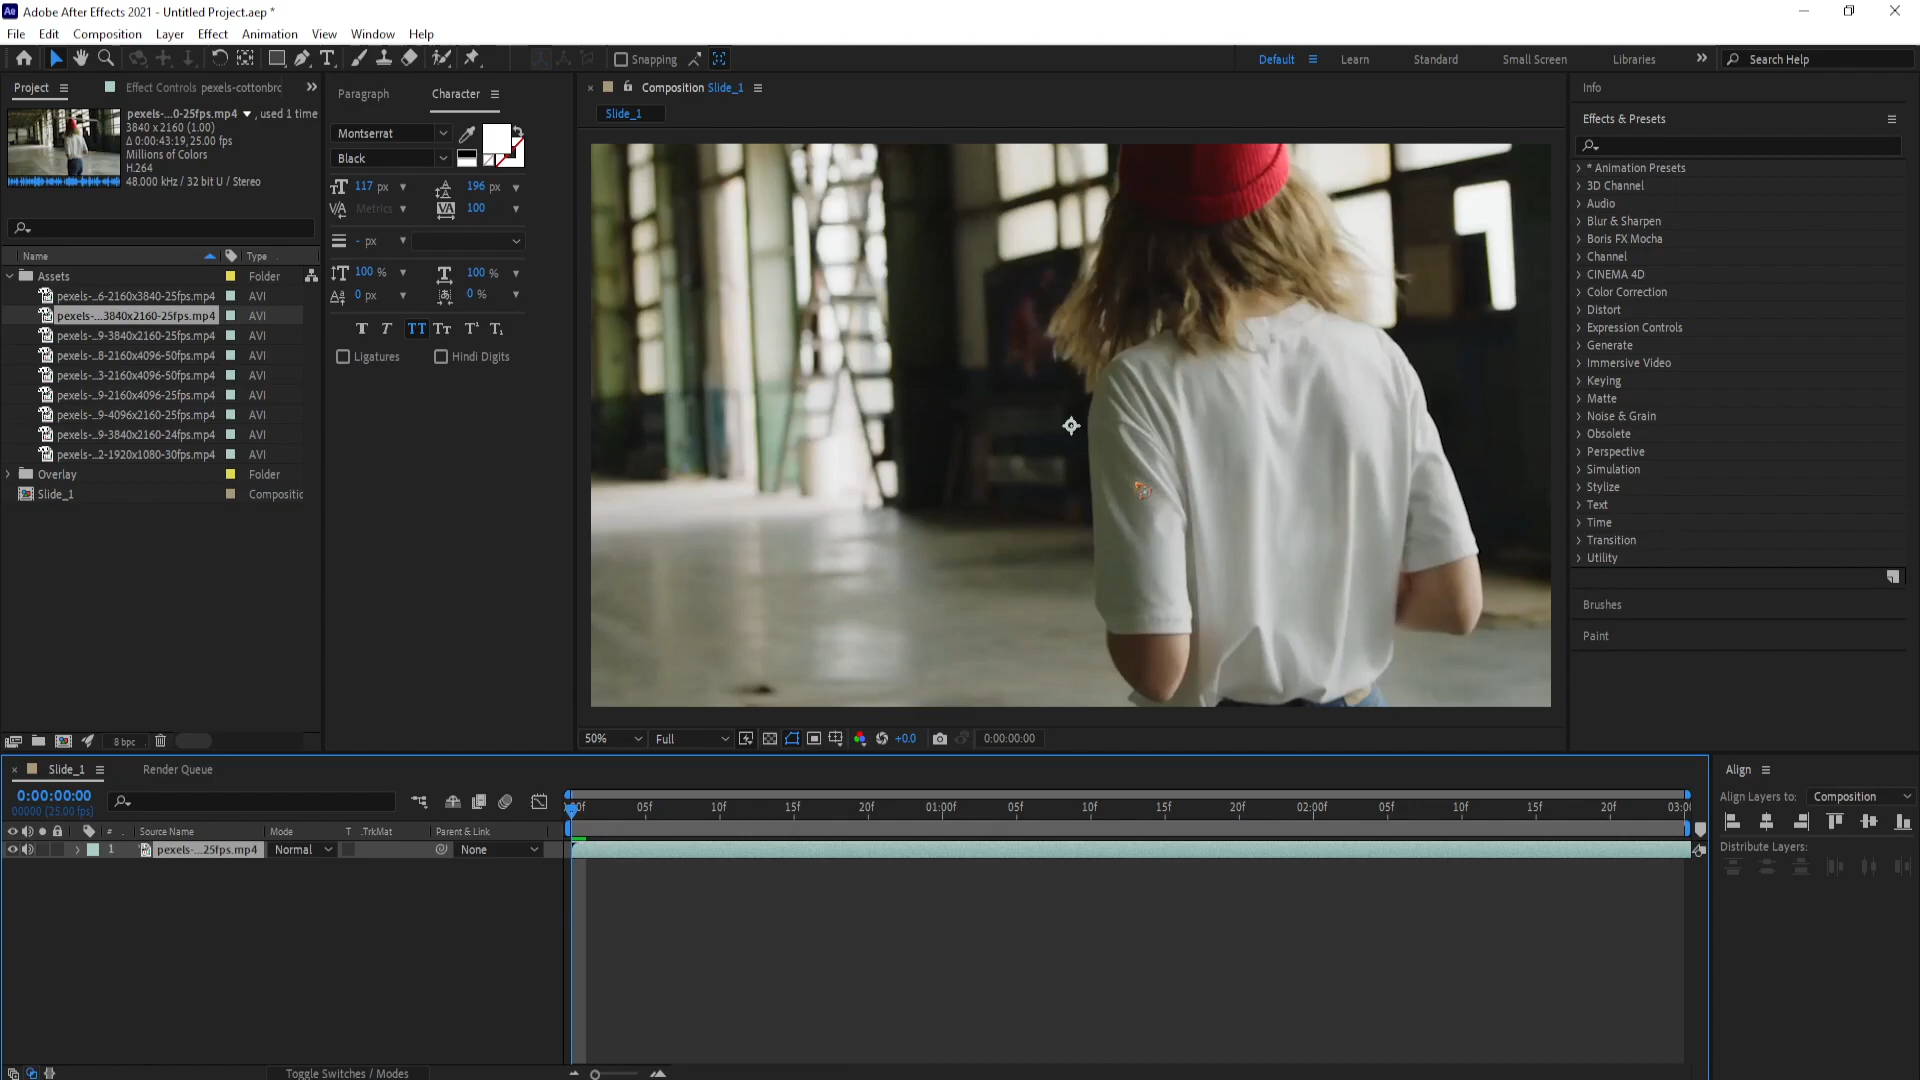 Adobe After Effects 2021 - Untitled Project.aep *
File Edit Composition Layer Effect Animation View Window Help
Snapping
Default Learn Standard Small Screen Libraries Search Help
Project Effect Controls pexels-cottonbro
pexels-...0-25fps.mp4 , used 1 time
3840 x 2160 (1.00)
Δ 0:00:43:19, 25.00 fps
Millions of Colors
H.264
48.000 kHz / 32 bit U / Stereo
Name Type
Assets Folder
pexels-...6-2160x3840-25fps.mp4 AVI
pexels-...3840x2160-25fps.mp4 AVI
pexels-...9-3840x2160-25fps.mp4 AVI
pexels-...8-2160x4096-50fps.mp4 AVI
pexels-...3-2160x4096-50fps.mp4 AVI
pexels-...9-2160x4096-25fps.mp4 AVI
pexels-...9-4096x2160-25fps.mp4 AVI
pexels-...9-3840x2160-24fps.mp4 AVI
pexels-...2-1920x1080-30fps.mp4 AVI
Overlay Folder
Slide_1 Compositic
8 bpc
Paragraph Character
Montserrat
Black
117 px 196 px
Metrics 100
- px
100 % 100 %
0 px 0 %
Ligatures Hindi Digits
Composition Slide_1
Slide_1
50% Full +0.0 0:00:00:00
Info
Effects & Presets
* Animation Presets
3D Channel
Audio
Blur & Sharpen
Boris FX Mocha
Channel
CINEMA 4D
Color Correction
Distort
Expression Controls
Generate
Immersive Video
Keying
Matte
Noise & Grain
Obsolete
Perspective
Simulation
Stylize
Text
Time
Transition
Utility
Brushes
Paint
Slide_1 Render Queue
0:00:00:00
00000 (25.00 fps)
# Source Name Mode T .TrkMat Parent & Link
1 pexels-...25fps.mp4 Normal None
05f 10f 15f 20f 01:00f 05f 10f 15f 20f 02:00f 05f 10f 15f 20f
Toggle Switches / Modes
Align
Align Layers to: Composition
Distribute Layers: